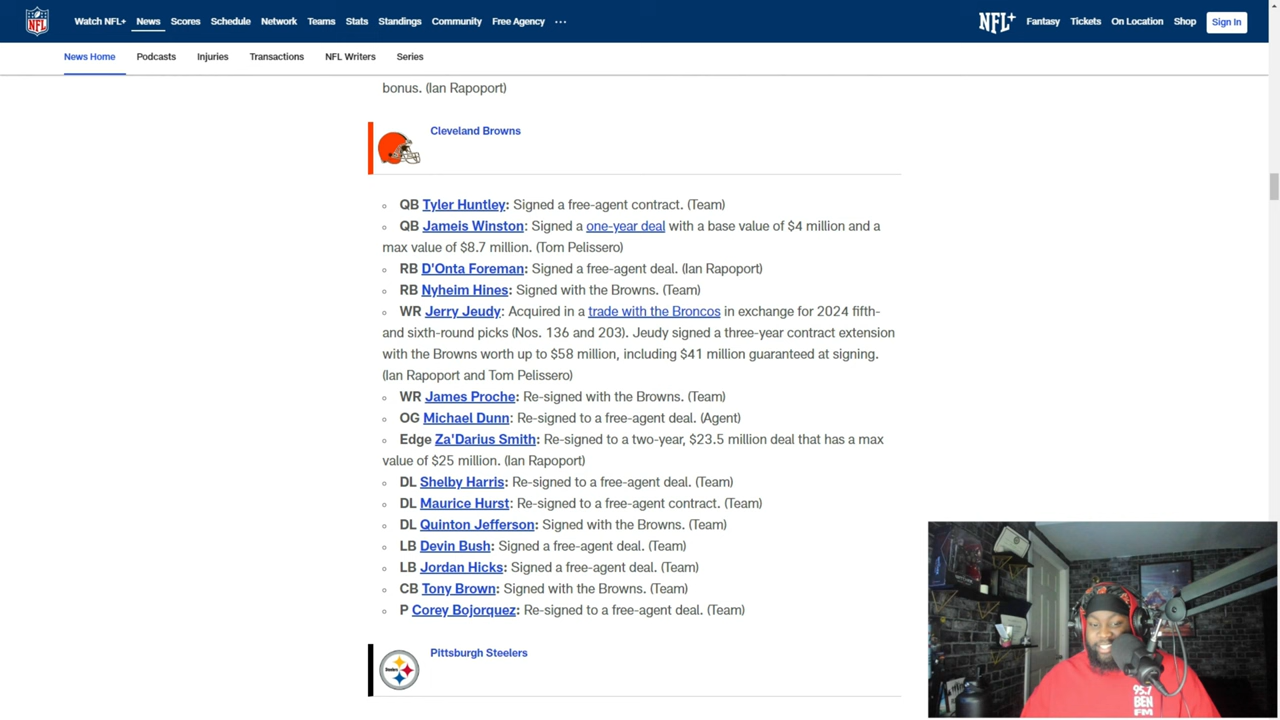 Watch NFL+ News Scores Schedule Network Teams Stats Standings Community Free Agency ... NFL+ Fantasy Tickets On Location Shop Sign In
News Home Podcasts Injuries Transactions NFL Writers Series
bonus. (Ian Rapoport)
Cleveland Browns
QB Tyler Huntley: Signed a free-agent contract. (Team)
QB Jameis Winston: Signed a one-year deal with a base value of $4 million and a
max value of $8.7 million. (Tom Pelissero)
RB D'Onta Foreman: Signed a free-agent deal. (Ian Rapoport)
RB Nyheim Hines: Signed with the Browns. (Team)
WR Jerry Jeudy: Acquired in a trade with the Broncos in exchange for 2024 fifth-
and sixth-round picks (Nos. 136 and 203). Jeudy signed a three-year contract extension
with the Browns worth up to $58 million, including $41 million guaranteed at signing.
(Ian Rapoport and Tom Pelissero)
WR James Proche: Re-signed with the Browns. (Team)
OG Michael Dunn: Re-signed to a free-agent deal. (Agent)
Edge Za'Darius Smith: Re-signed to a two-year, $23.5 million deal that has a max
value of $25 million. (Ian Rapoport)
DL Shelby Harris: Re-signed to a free-agent deal. (Team)
DL Maurice Hurst: Re-signed to a free-agent contract. (Team)
DL Quinton Jefferson: Signed with the Browns. (Team)
LB Devin Bush: Signed a free-agent deal. (Team)
LB Jordan Hicks: Signed a free-agent deal. (Team)
CB Tony Brown: Signed with the Browns. (Team)
P Corey Bojorquez: Re-signed to a free-agent deal. (Team)
Pittsburgh Steelers
Steelers
95.7
BEN
FM